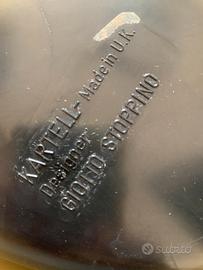 KARTELL-Made in U.K.
Designer
GIOTTO STOPPINO
subito